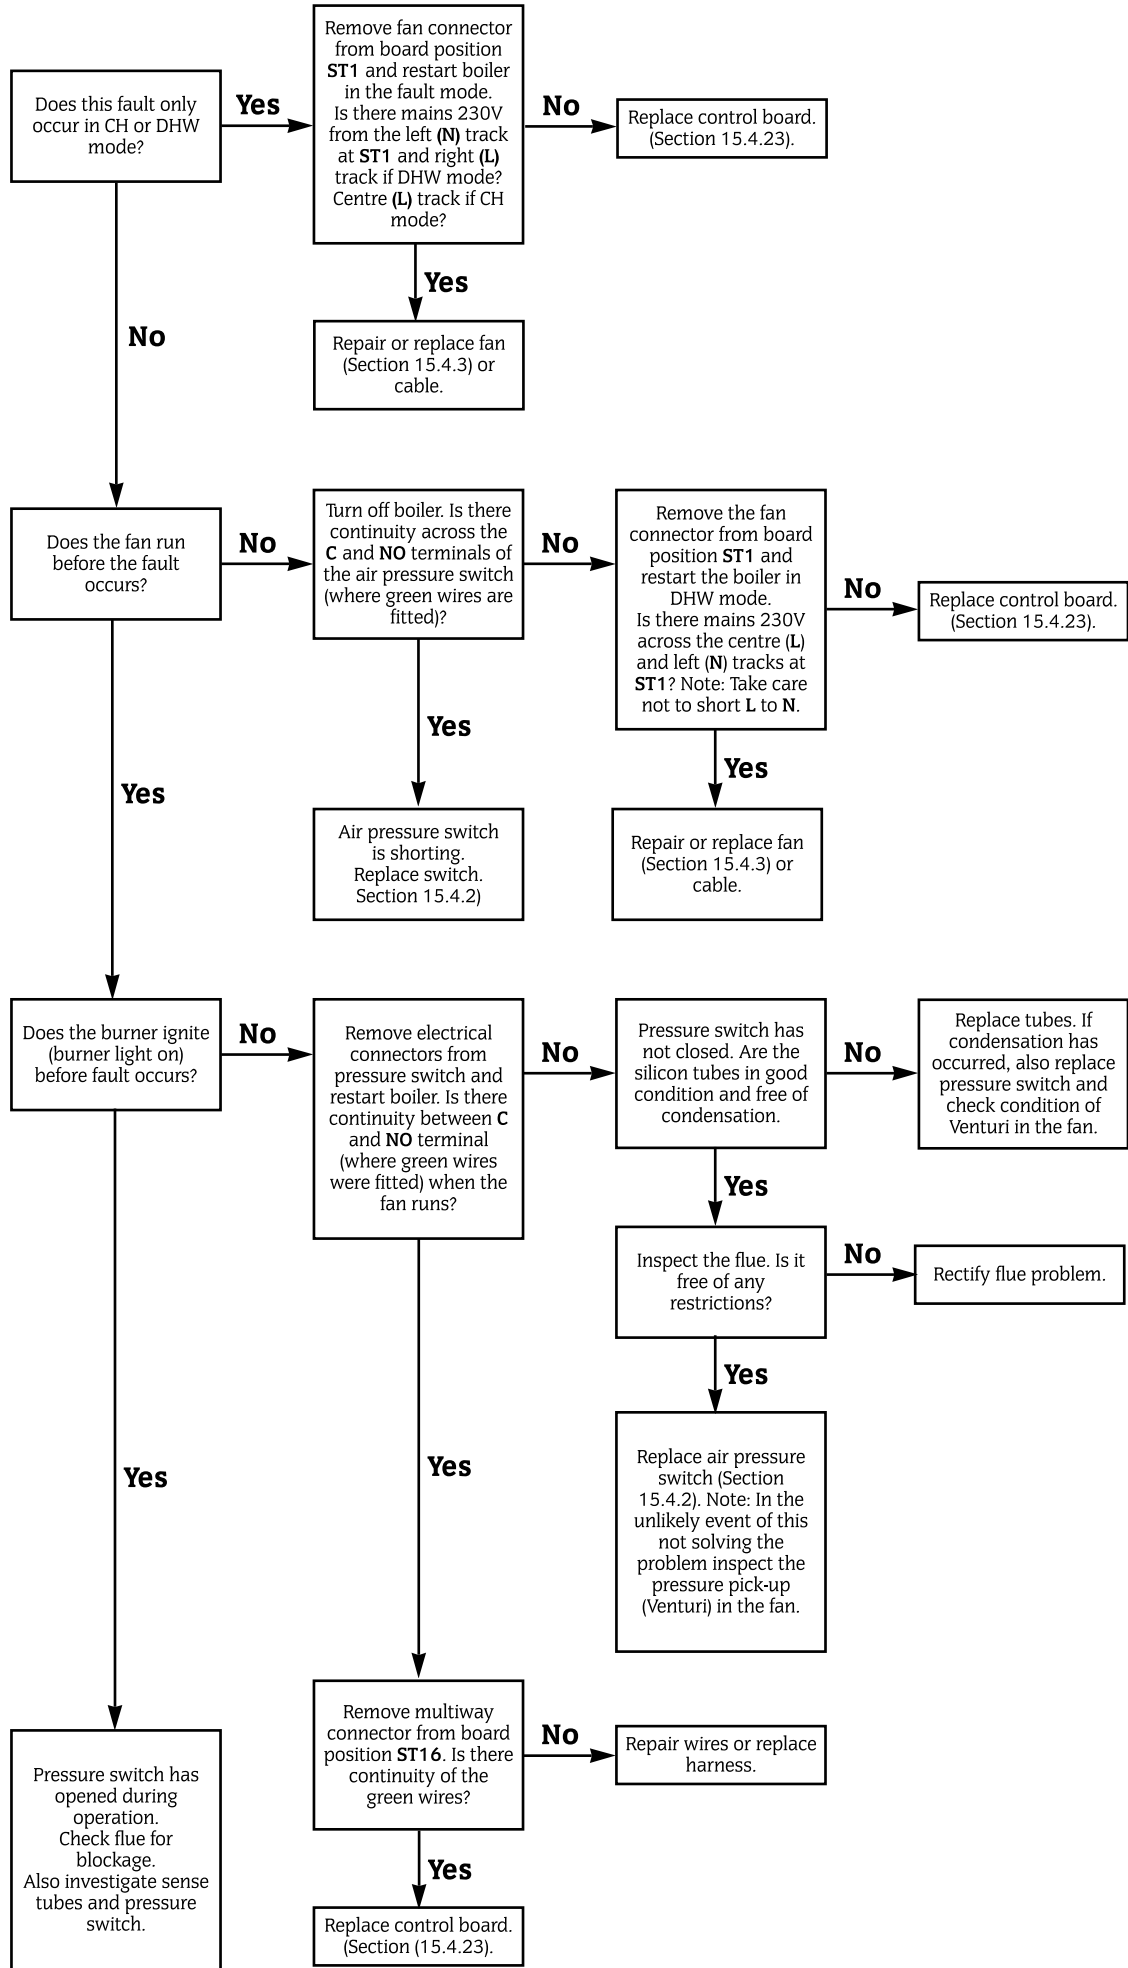 Does this fault only
occur in CH or DHW
mode?
Yes
Remove fan connector
from board position
ST1 and restart boiler
in the fault mode.
Is there mains 230V
from the left (N) track
at ST1 and right (L)
track if DHW mode?
Centre (L) track if CH
mode?
No
Replace control board.
(Section 15.4.23).
Yes
Repair or replace fan
(Section 15.4.3) or
cable.
No
Does the fan run
before the fault
occurs?
No
Turn off boiler. Is there
continuity across the
C and NO terminals of
the air pressure switch
(where green wires are
fitted)?
No
Remove the fan
connector from board
position ST1 and
restart the boiler in
DHW mode.
Is there mains 230V
across the centre (L)
and left (N) tracks at
ST1? Note: Take care
not to short L to N.
No
Replace control board.
(Section 15.4.23).
Yes
Air pressure switch
is shorting.
Replace switch.
Section 15.4.2)
Yes
Repair or replace fan
(Section 15.4.3) or
cable.
Yes
Does the burner ignite
(burner light on)
before fault occurs?
No
Remove electrical
connectors from
pressure switch and
restart boiler. Is there
continuity between C
and NO terminal
(where green wires
were fitted) when the
fan runs?
No
Pressure switch has
not closed. Are the
silicon tubes in good
condition and free of
condensation.
No
Replace tubes. If
condensation has
occurred, also replace
pressure switch and
check condition of
Venturi in the fan.
Yes
Inspect the flue. Is it
free of any
restrictions?
No
Rectify flue problem.
Yes
Replace air pressure
switch (Section
15.4.2). Note: In the
unlikely event of this
not solving the
problem inspect the
pressure pick-up
(Venturi) in the fan.
Yes
Remove multiway
connector from board
position ST16. Is there
continuity of the
green wires?
No
Repair wires or replace
harness.
Yes
Replace control board.
(Section (15.4.23).
Yes
Pressure switch has
opened during
operation.
Check flue for
blockage.
Also investigate sense
tubes and pressure
switch.